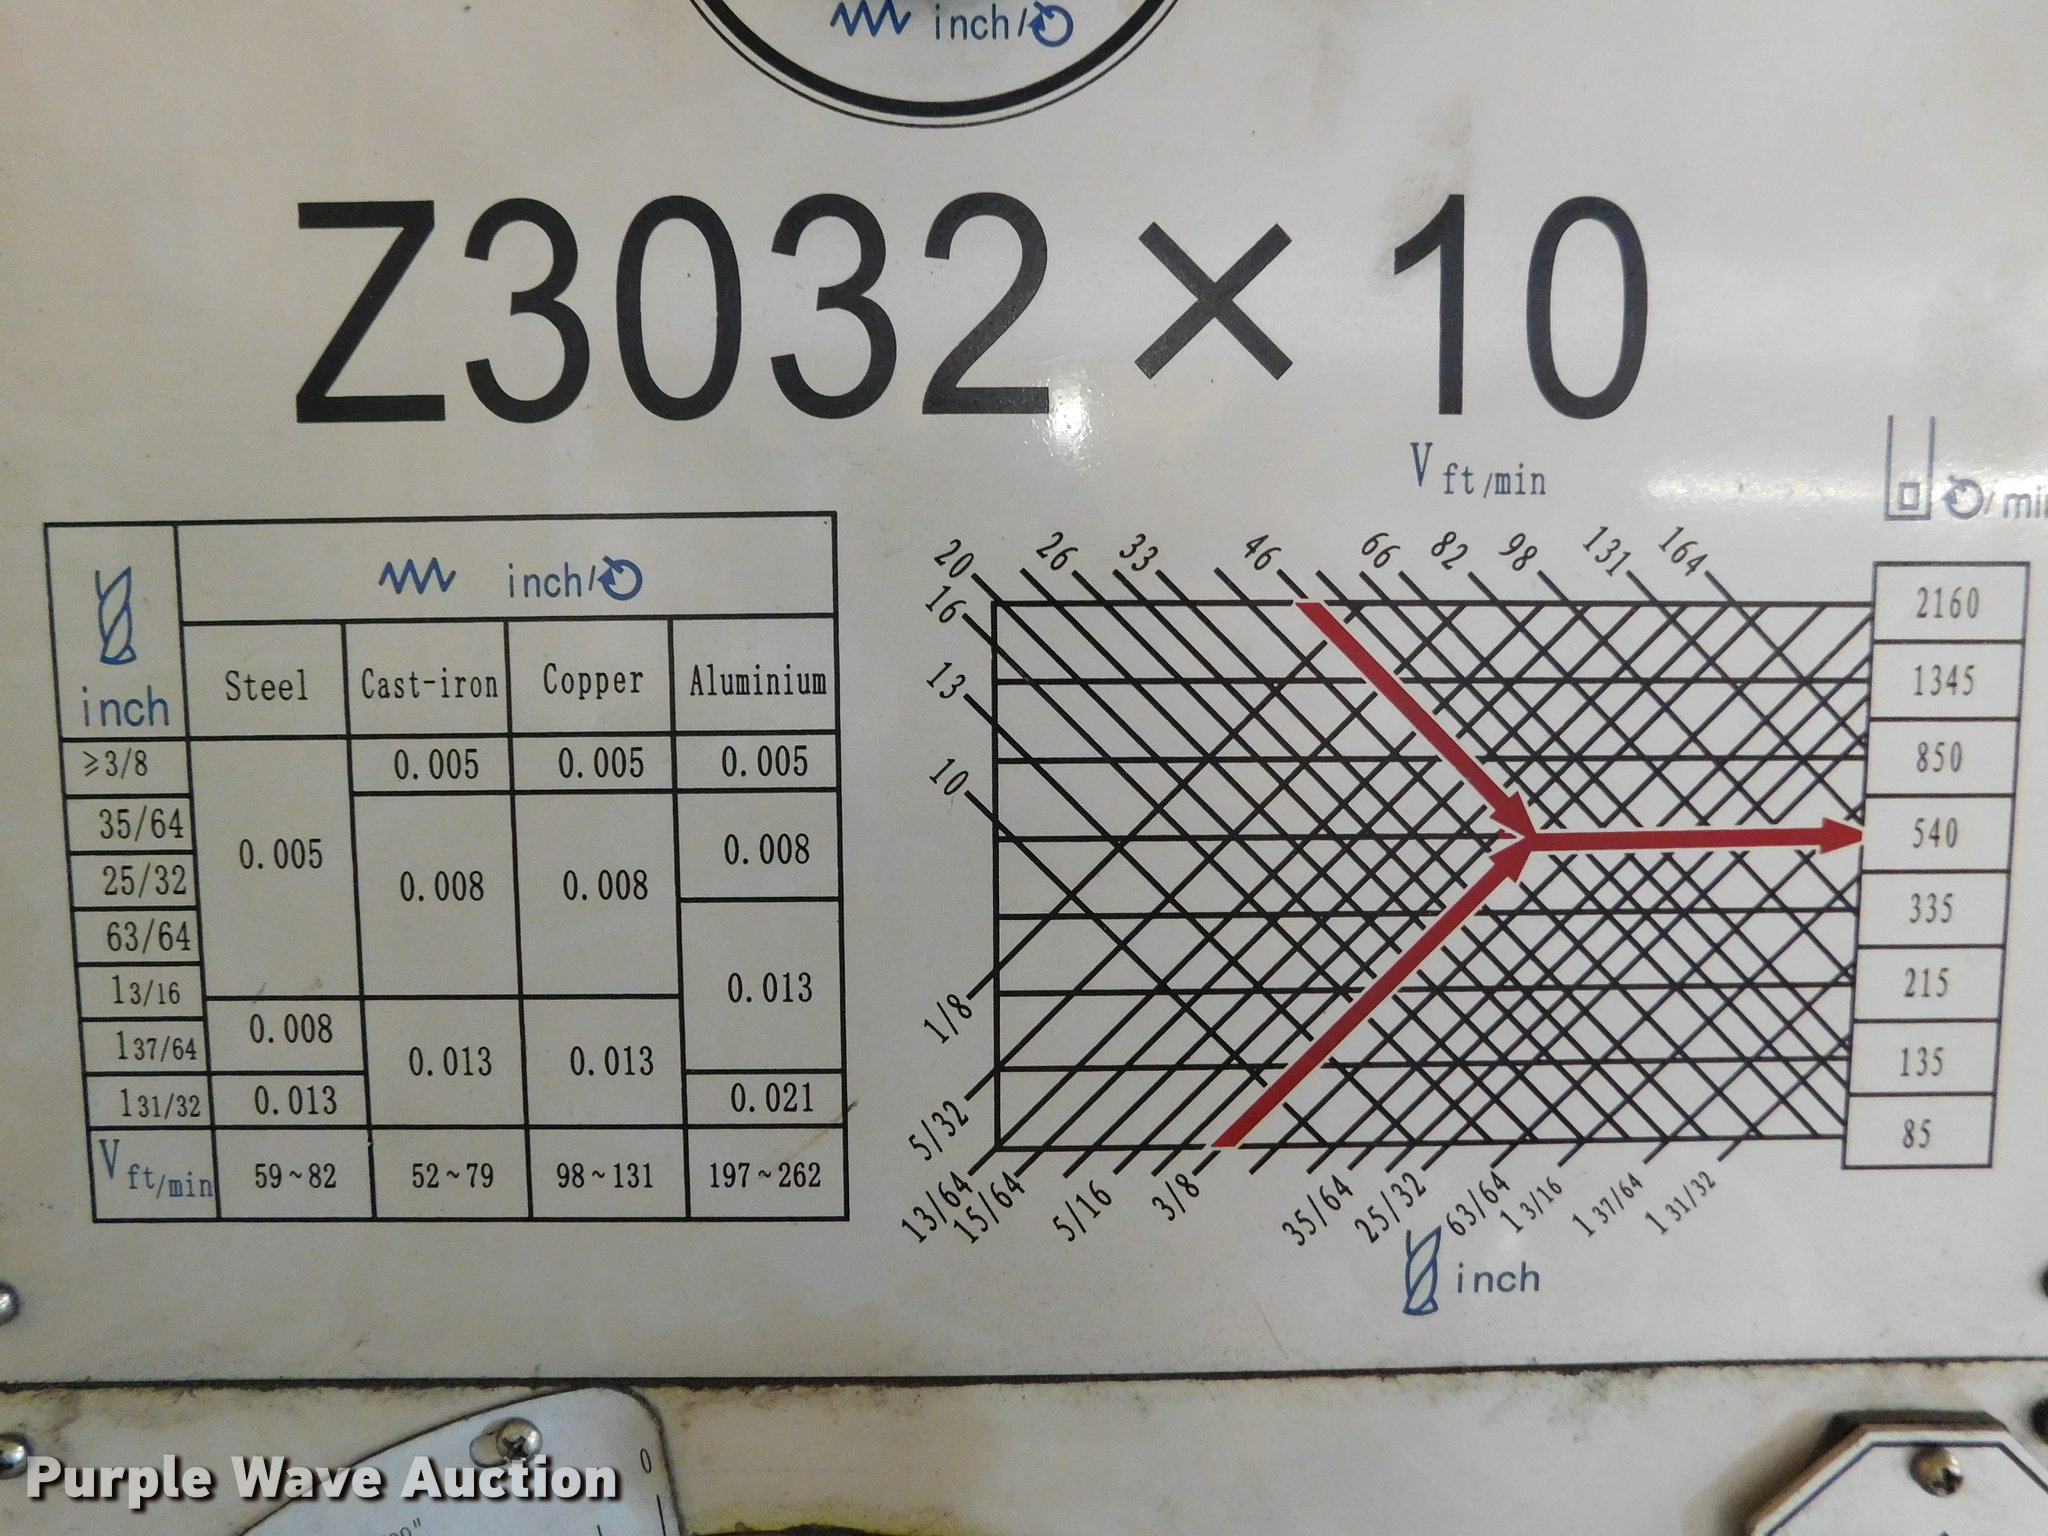 inch/
Z3032×10
V ft/min
/min
inch/
inch
Steel Cast-iron Copper Aluminium
≥3/8 0.005 0.005 0.005
35/64
25/32 0.005 0.008 0.008 0.008
63/64
1 3/16 0.013
1 37/64 0.008 0.013 0.013
1 31/32 0.013 0.021
V ft/min 59~82 52~79 98~131 197~262
20 26 33 46 66 82 98 131 164
16
13
10
1/8
5/32
13/64 15/64 5/16 3/8 35/64 25/32 63/64 1 3/16 1 37/64 1 31/32
inch
2160
1345
850
540
335
215
135
85
0
Purple Wave Auction